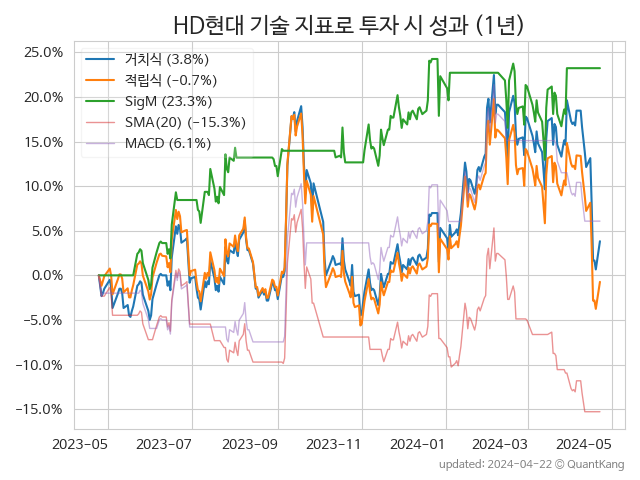 HD현대 기술 지표로 투자 시 성과 (1년)
25.0%
20.0%
15.0%
10.0%
5.0%
0.0%
−5.0%
−10.0%
−15.0%
거치식 (3.8%)
적립식 (−0.7%)
SigM (23.3%)
SMA(20) (−15.3%)
MACD (6.1%)
2023-05 2023-07 2023-09 2023-11 2024-01 2024-03 2024-05
updated: 2024-04-22 © QuantKang